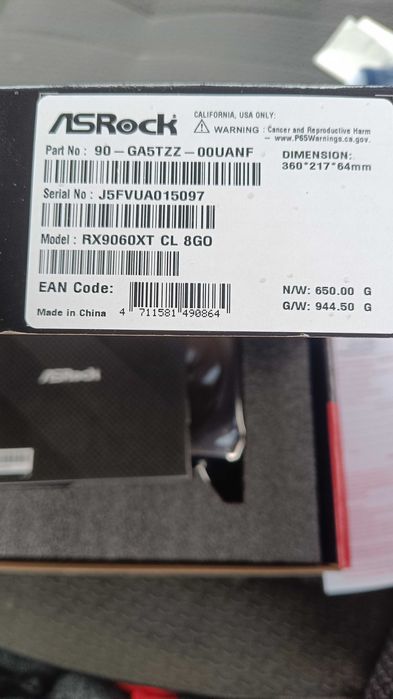 ASRock
CALIFORNIA, USA ONLY:
WARNING : Cancer and Reproductive Harm
– www.P65Warnings.ca.gov.
Part No : 90-GA5TZZ-00UANF
DIMENSION:
360*217*64mm
Serial No : J5FVUA015097
Model : RX9060XT CL 8GO
EAN Code:
N/W: 650.00 G
G/W: 944.50 G
Made in China
4 711581 490864
ASRock